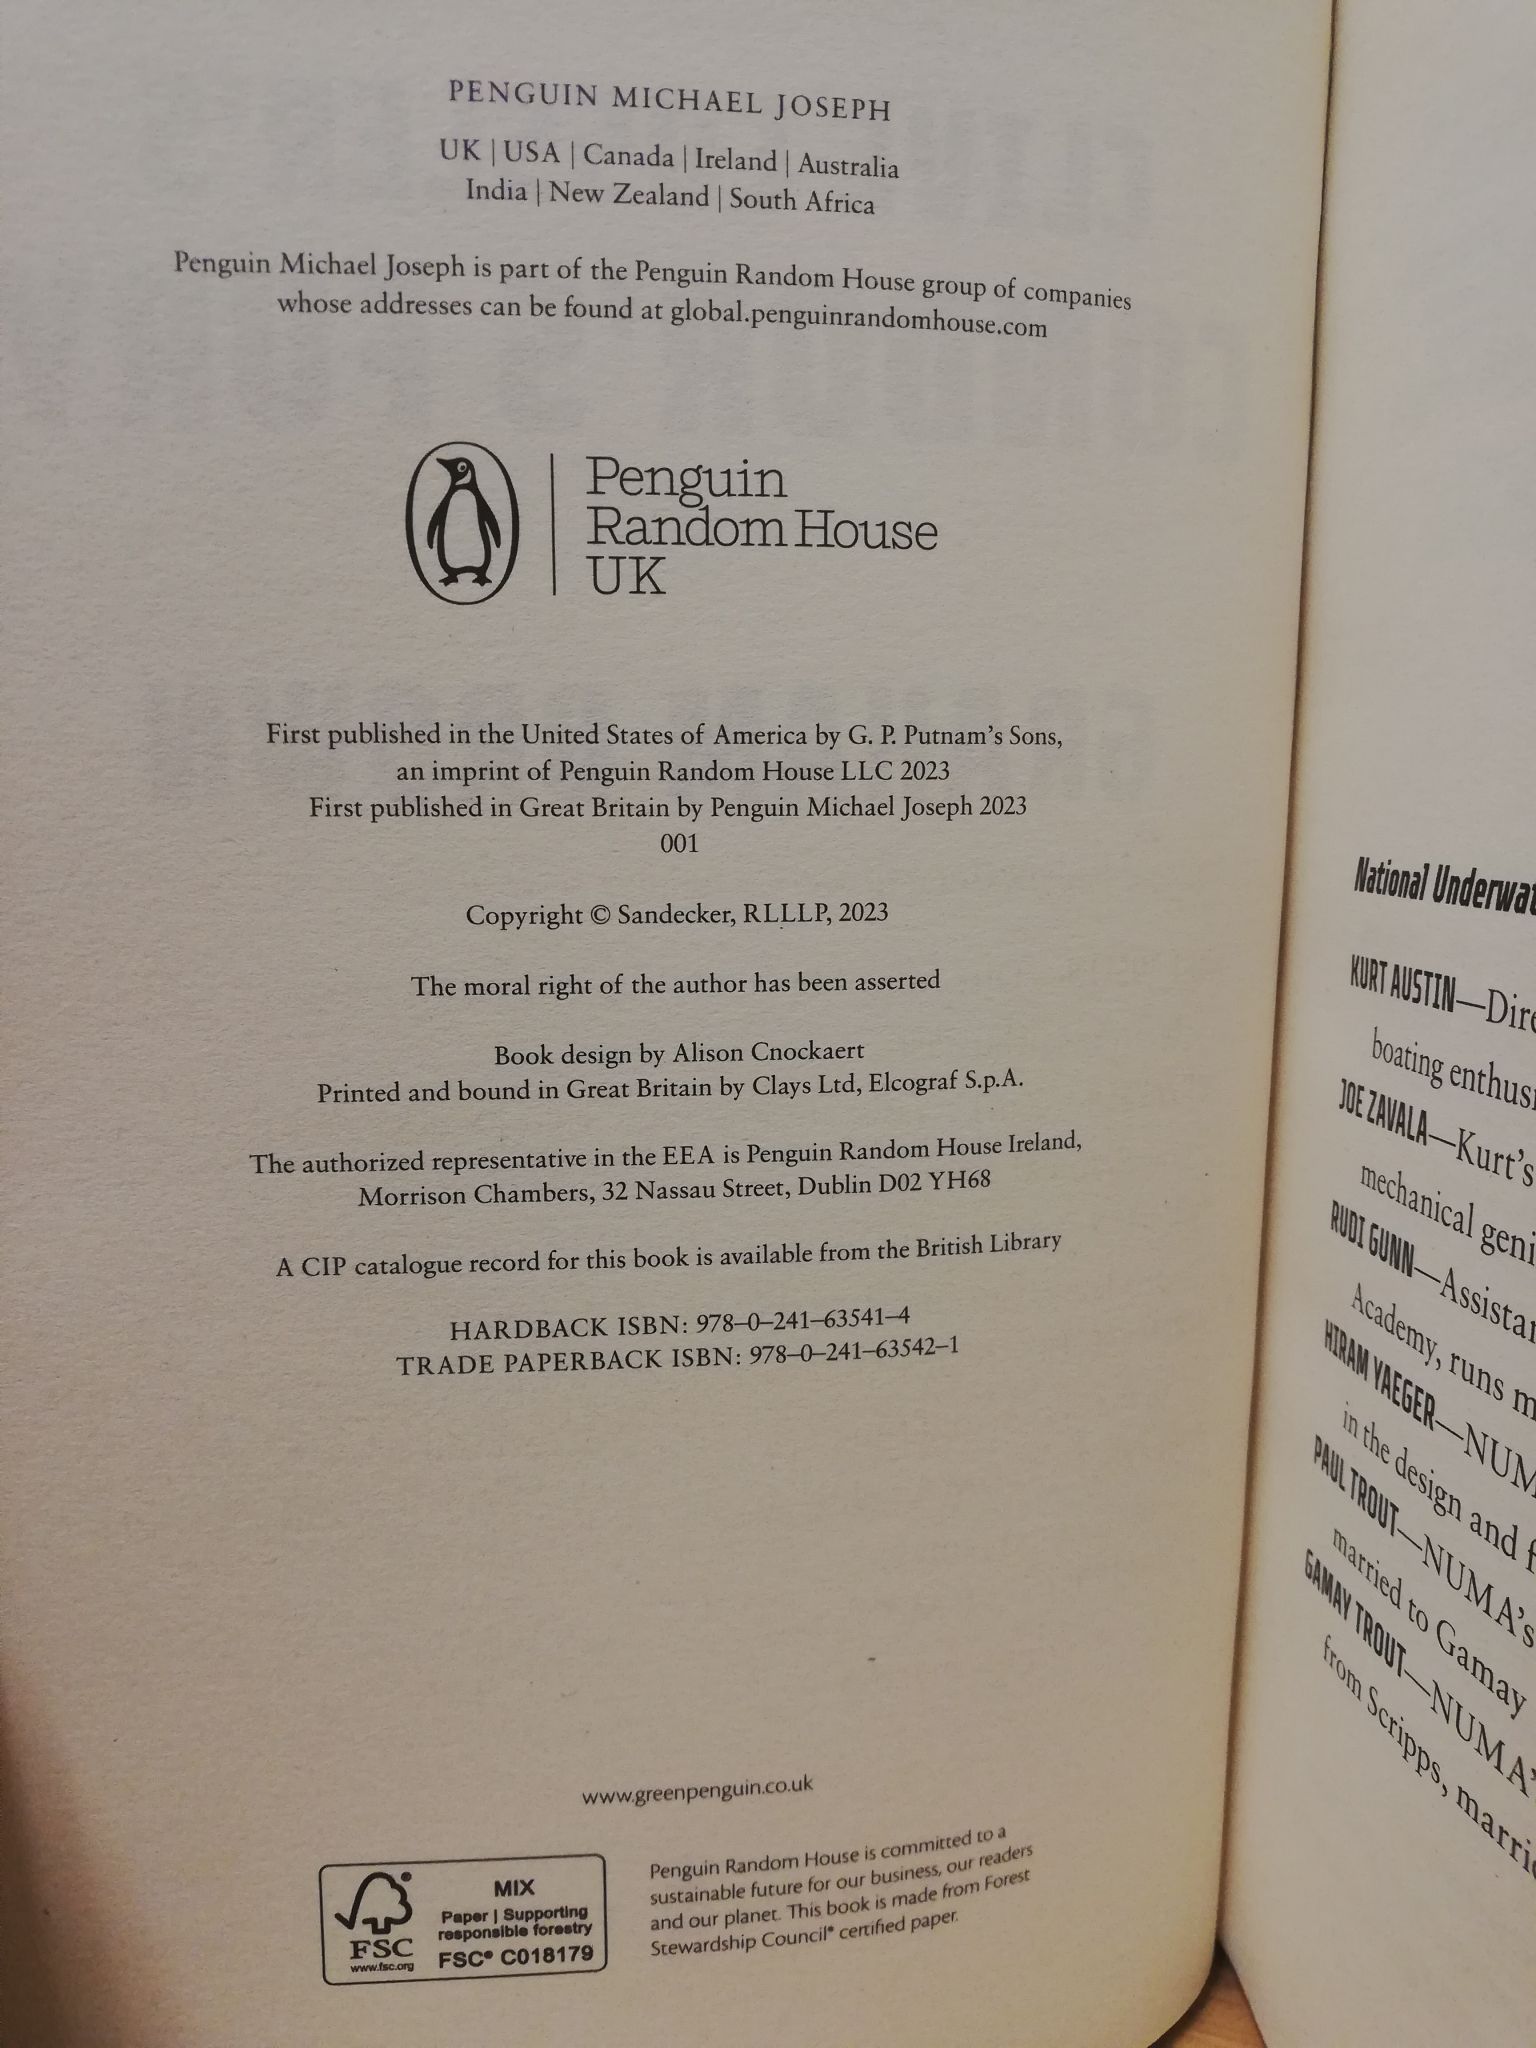 PENGUIN MICHAEL JOSEPH
UK | USA | Canada | Ireland | Australia
India | New Zealand | South Africa
Penguin Michael Joseph is part of the Penguin Random House group of companies
whose addresses can be found at global.penguinrandomhouse.com
Penguin
Random House
UK
First published in the United States of America by G. P. Putnam's Sons,
an imprint of Penguin Random House LLC 2023
First published in Great Britain by Penguin Michael Joseph 2023
001
Copyright © Sandecker, RLLLP, 2023
The moral right of the author has been asserted
Book design by Alison Cnockaert
Printed and bound in Great Britain by Clays Ltd, Elcograf S.p.A.
The authorized representative in the EEA is Penguin Random House Ireland,
Morrison Chambers, 32 Nassau Street, Dublin D02 YH68
A CIP catalogue record for this book is available from the British Library
HARDBACK ISBN: 978–0–241–63541–4
TRADE PAPERBACK ISBN: 978–0–241–63542–1
www.greenpenguin.co.uk
FSC
www.fsc.org
MIX
Paper | Supporting
responsible forestry
FSC® C018179
Penguin Random House is committed to a
sustainable future for our business, our readers
and our planet. This book is made from Forest
Stewardship Council® certified paper.
National
KURT AUSTIN—
boating
JOE ZAVALA—Kurt's
mechanical
RUDI GUNN—
Academy, runs
HIRAM YAEGER—
in the design and
PAUL TROUT—NUMA's
married to Gamay
GAMAY TROUT—
from Scripps,